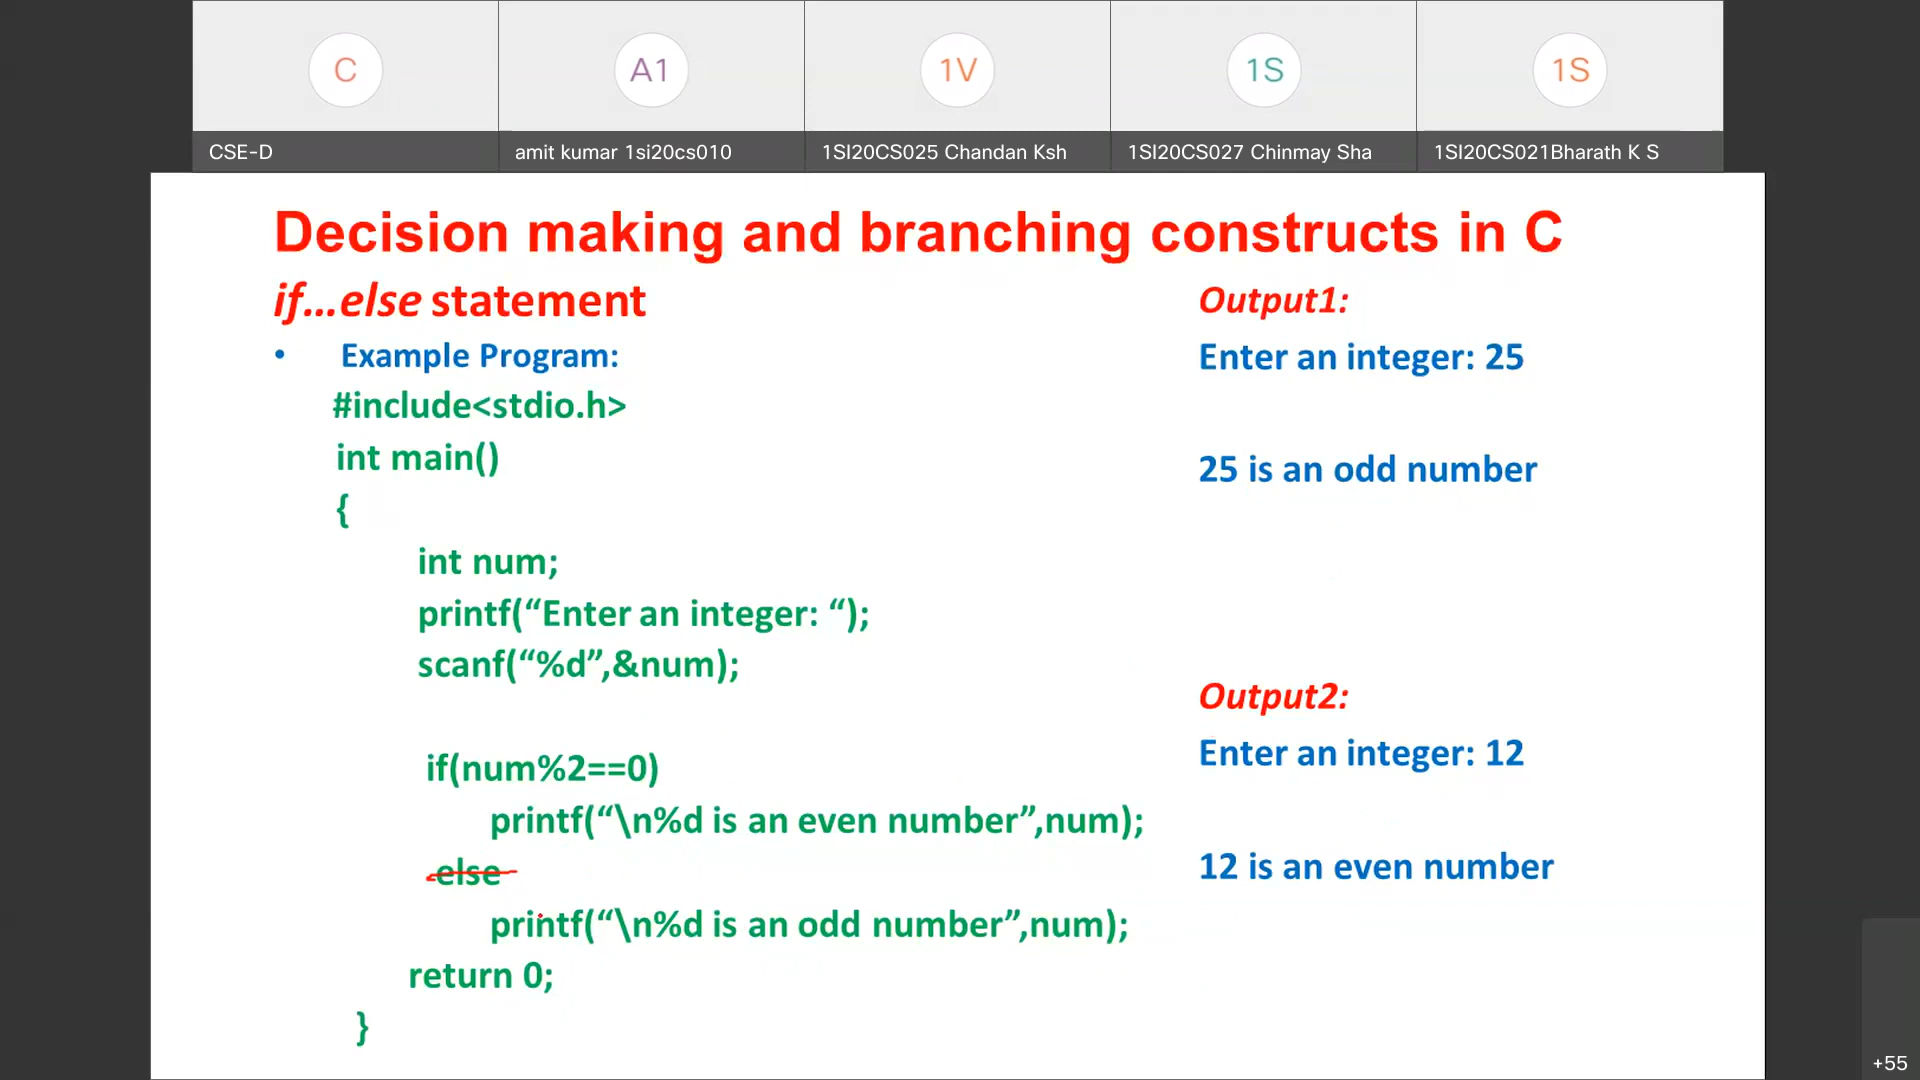 C
A1
1V
1S
1S
CSE-D
amit kumar 1si20cs010
1SI20CS025 Chandan Ksh
1SI20CS027 Chinmay Sha
1SI20CS021Bharath K S
Decision making and branching constructs in C
if...else statement
• Example Program:
#include<stdio.h>
int main()
{
int num;
printf(“Enter an integer: “);
scanf(“%d”,&num);
if(num%2==0)
printf(“\n%d is an even number”,num);
else
printf(“\n%d is an odd number”,num);
return 0;
}
Output1:
Enter an integer: 25
25 is an odd number
Output2:
Enter an integer: 12
12 is an even number
+55